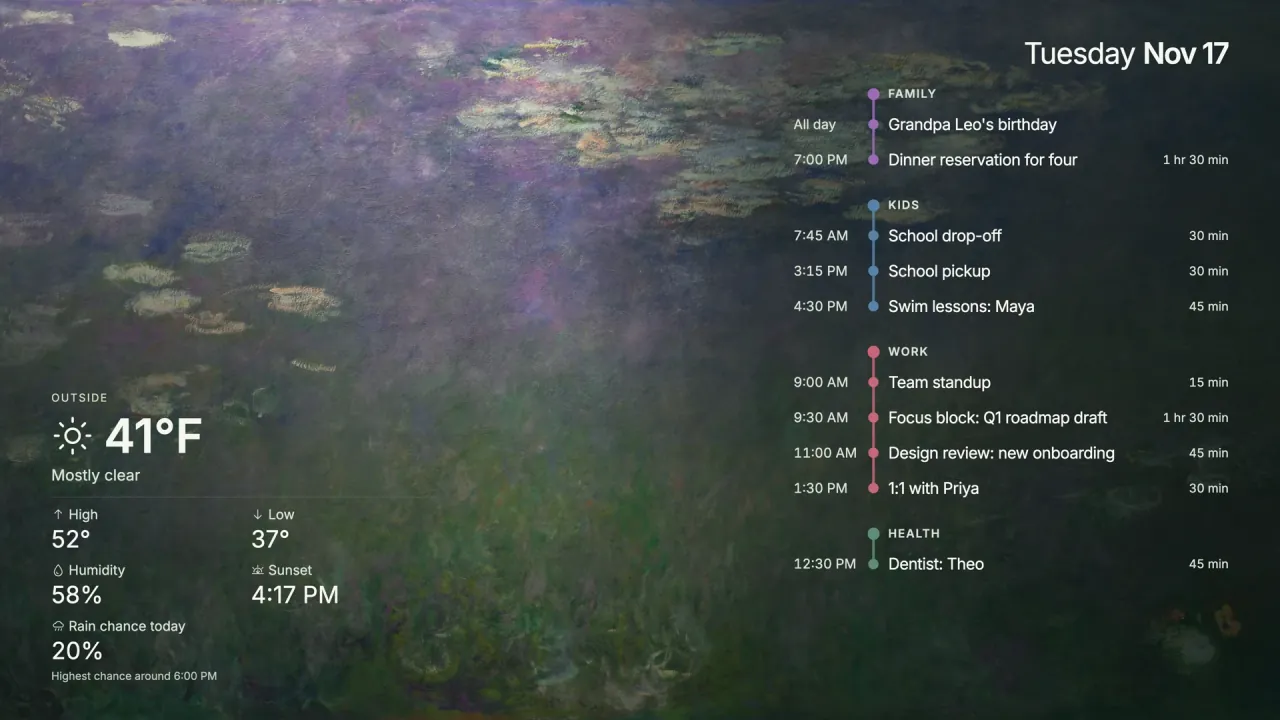 Tuesday Nov 17
FAMILY
All day Grandpa Leo's birthday
7:00 PM Dinner reservation for four 1 hr 30 min
KIDS
7:45 AM School drop-off 30 min
3:15 PM School pickup 30 min
4:30 PM Swim lessons: Maya 45 min
WORK
9:00 AM Team standup 15 min
9:30 AM Focus block: Q1 roadmap draft 1 hr 30 min
11:00 AM Design review: new onboarding 45 min
1:30 PM 1:1 with Priya 30 min
HEALTH
12:30 PM Dentist: Theo 45 min
OUTSIDE
41°F
Mostly clear
High Low
52° 37°
Humidity Sunset
58% 4:17 PM
Rain chance today
20%
Highest chance around 6:00 PM